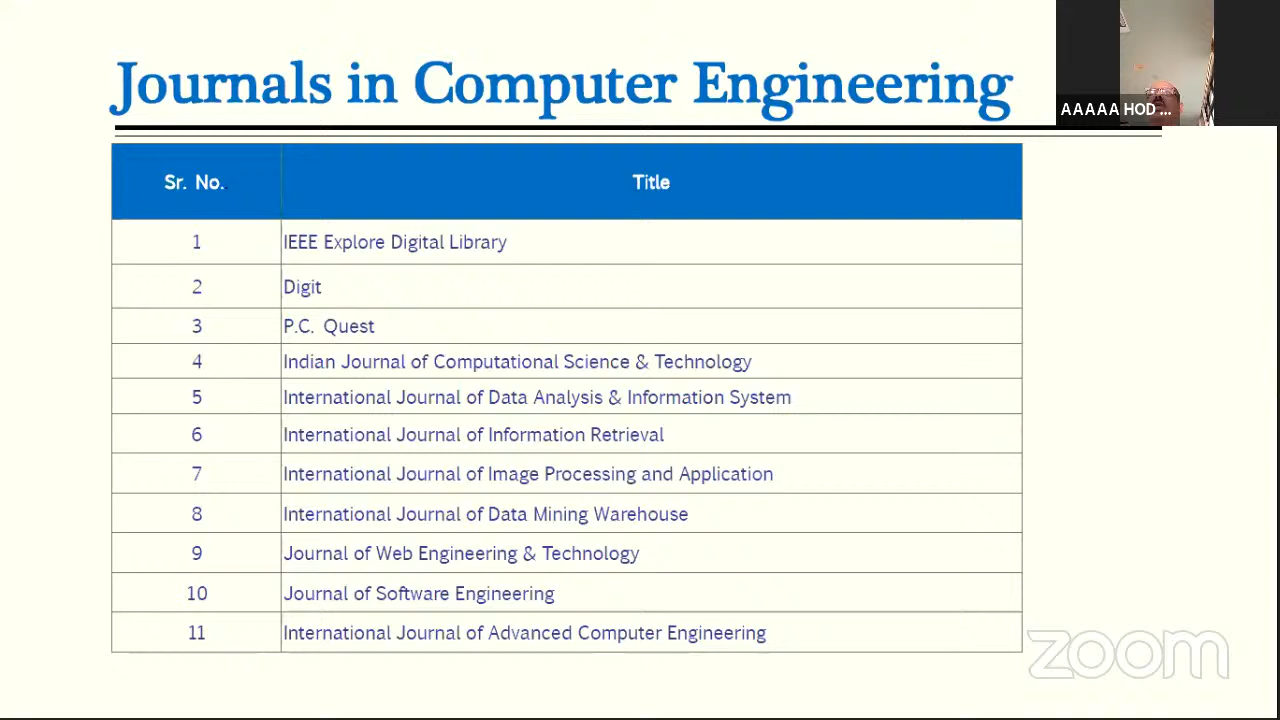 Journals in Computer Engineering
AAAAA HOD ...
Sr. No. Title
1 IEEE Explore Digital Library
2 Digit
3 P.C. Quest
4 Indian Journal of Computational Science & Technology
5 International Journal of Data Analysis & Information System
6 International Journal of Information Retrieval
7 International Journal of Image Processing and Application
8 International Journal of Data Mining Warehouse
9 Journal of Web Engineering & Technology
10 Journal of Software Engineering
11 International Journal of Advanced Computer Engineering
zoom